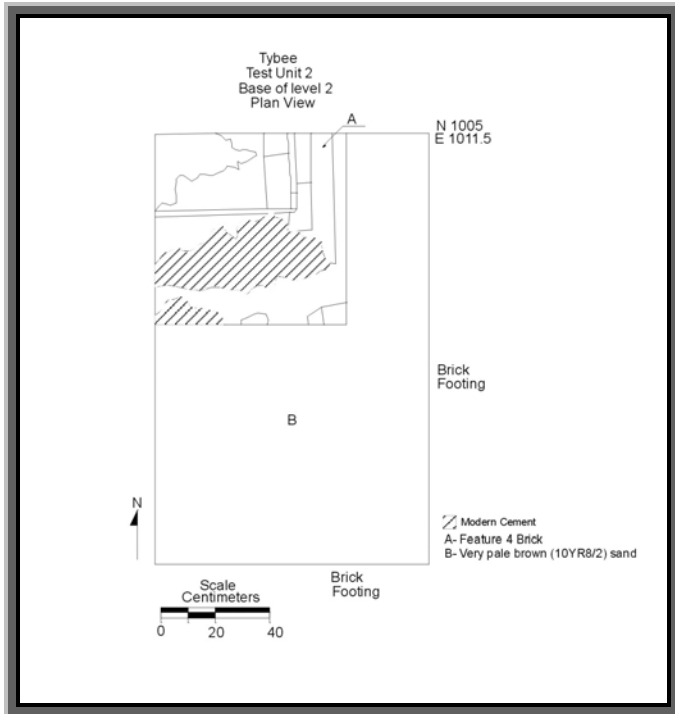 Tybee
Test Unit 2
Base of level 2
Plan View
A
N 1005
E 1011.5
Brick
Footing
B
N
Modern Cement
A- Feature 4 Brick
B- Very pale brown (10YR8/2) sand
Scale
Centimeters
0 20 40
Brick
Footing